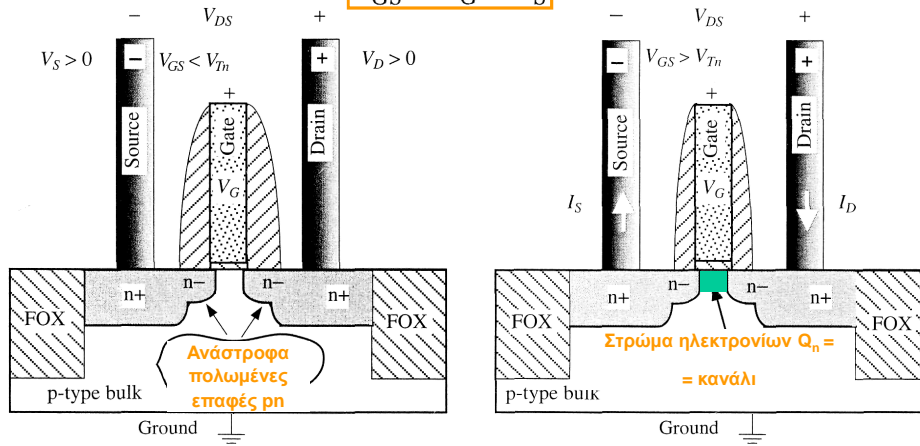 − V_DS +
V_S > 0 − V_GS < V_Tn + V_D > 0
+
Source
Gate
Drain
V_G
n+ n− n− n+
FOX
FOX
Ανάστροφα
πολωμένες
επαφές pn
p-type bulk
Ground
− V_DS +
− V_GS > V_Tn +
+
Source
Gate
Drain
V_G
I_S I_D
n+ n− n− n+
FOX
FOX
Στρώμα ηλεκτρονίων Q_n =
= κανάλι
p-type bulk
Ground